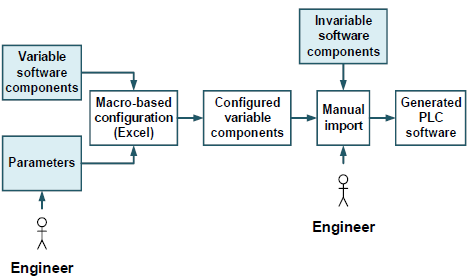 Invariable
software
components
Variable
software
components
Macro-based
configuration
(Excel)
Configured
variable
components
Manual
import
Generated
PLC
software
Parameters
Engineer
Engineer